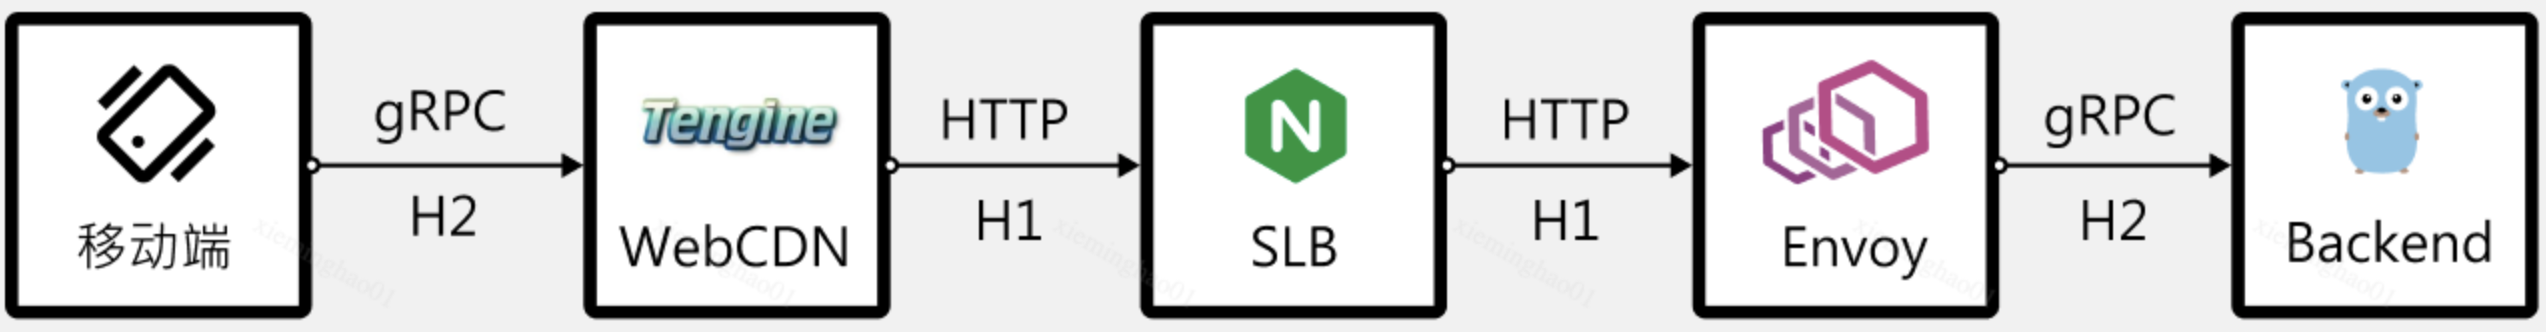 移动端
gRPC
H2
Tengine
WebCDN
HTTP
H1
N
SLB
HTTP
H1
Envoy
gRPC
H2
Backend
xieminghao01
xieminghao01
xieminghao01
xieminghao01
xieminghao01
xieminghao01